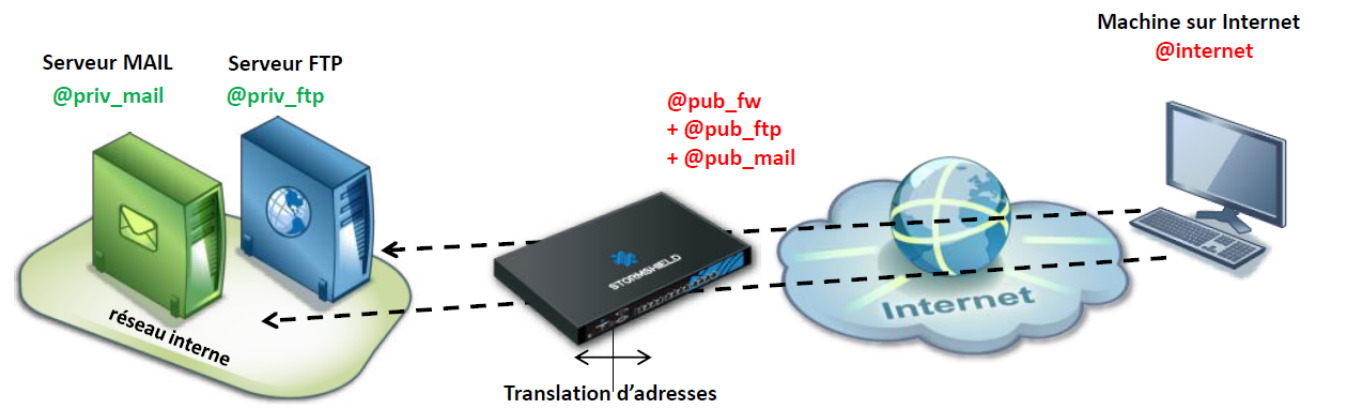 Machine sur Internet
@internet
Serveur MAIL
@priv_mail
Serveur FTP
@priv_ftp
@pub_fw
+ @pub_ftp
+ @pub_mail
STORMSHIELD
Internet
réseau interne
Translation d’adresses